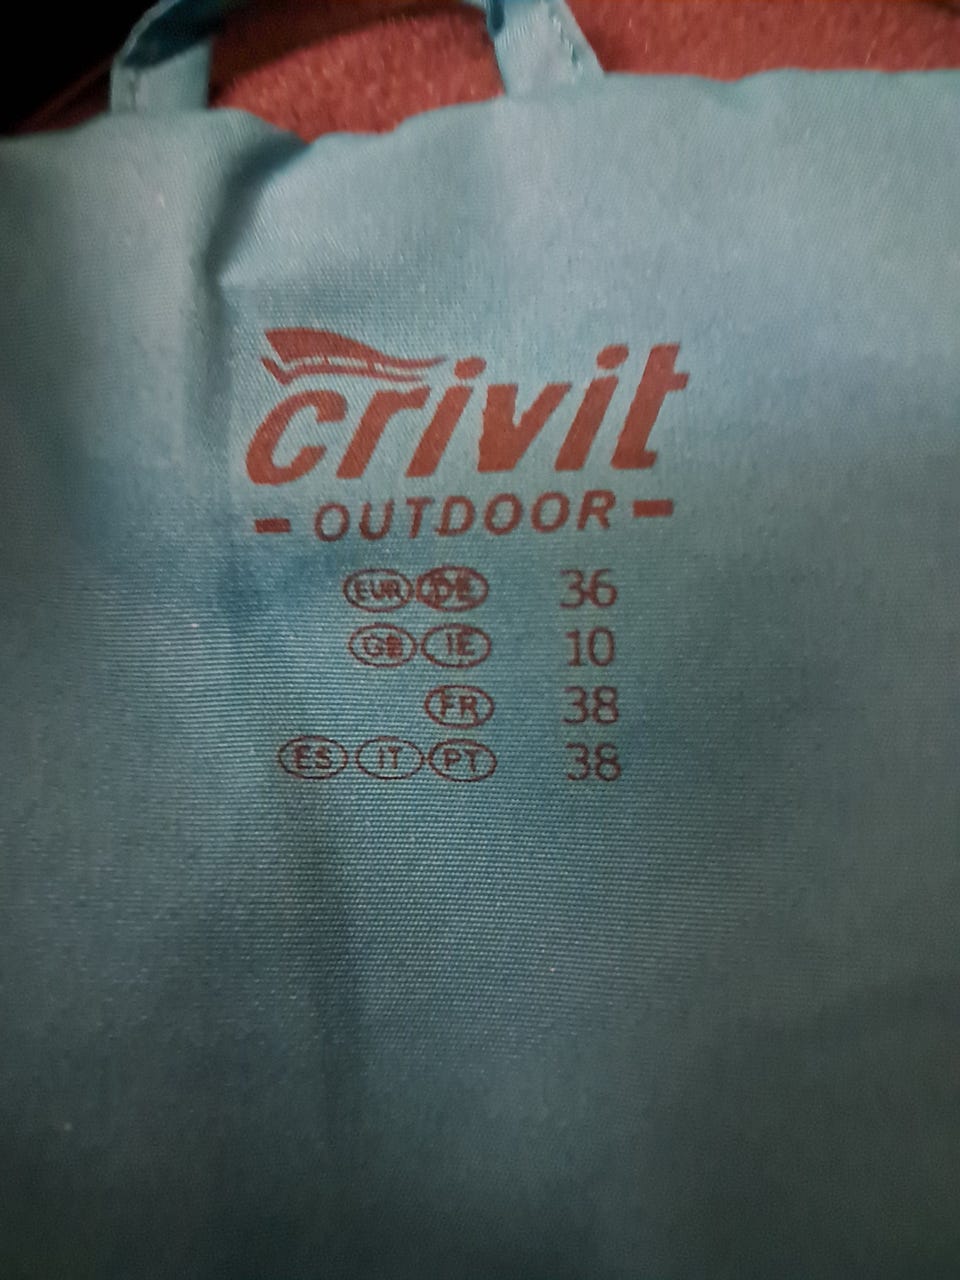 crivit
- OUTDOOR -
EUR DE 36
GB IE 10
FR 38
ES IT PT 38